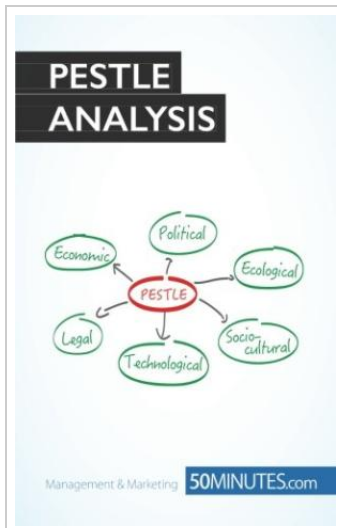 PESTLE
ANALYSIS
Political
Economic
Ecological
PESTLE
Legal
Socio-
cultural
Technological
Management & Marketing 50MINUTES.com